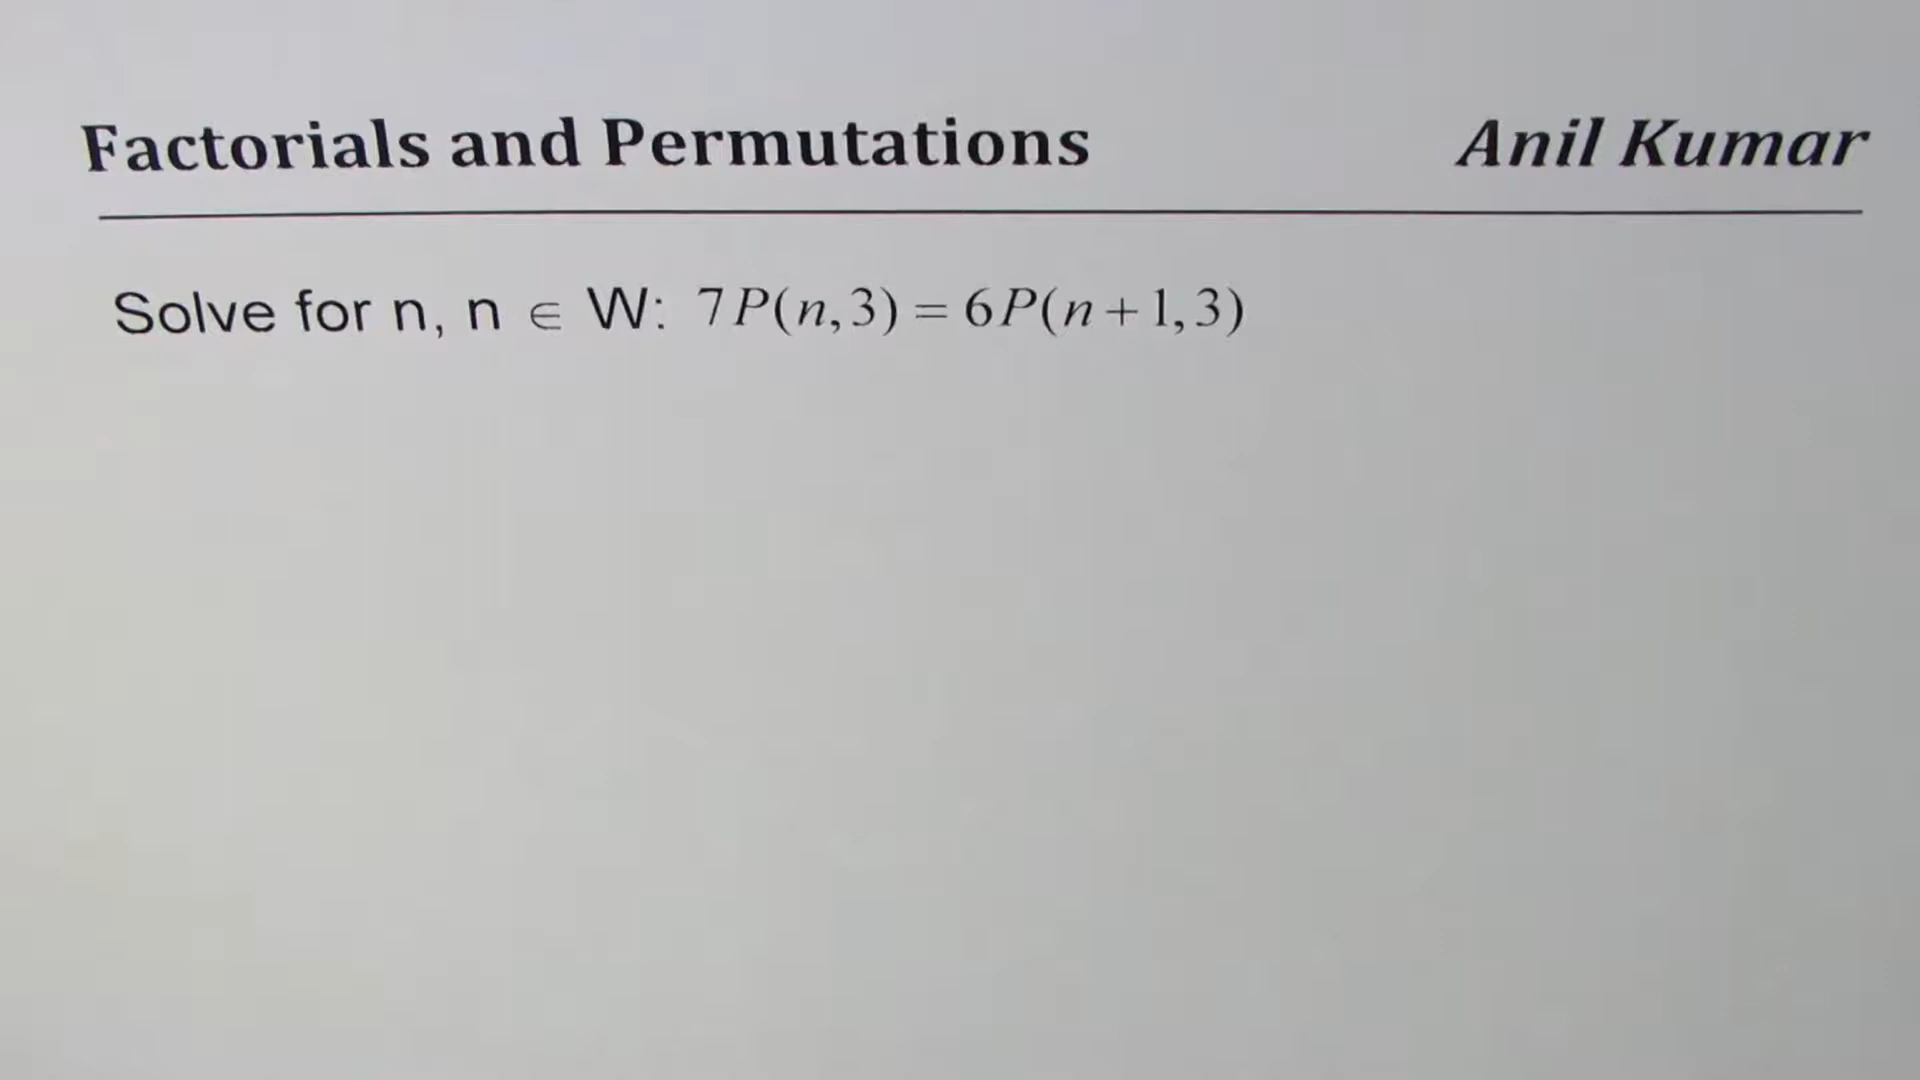 Factorials and Permutations Anil Kumar
Solve for n, n ∈ W: 7P(n,3) = 6P(n+1,3)